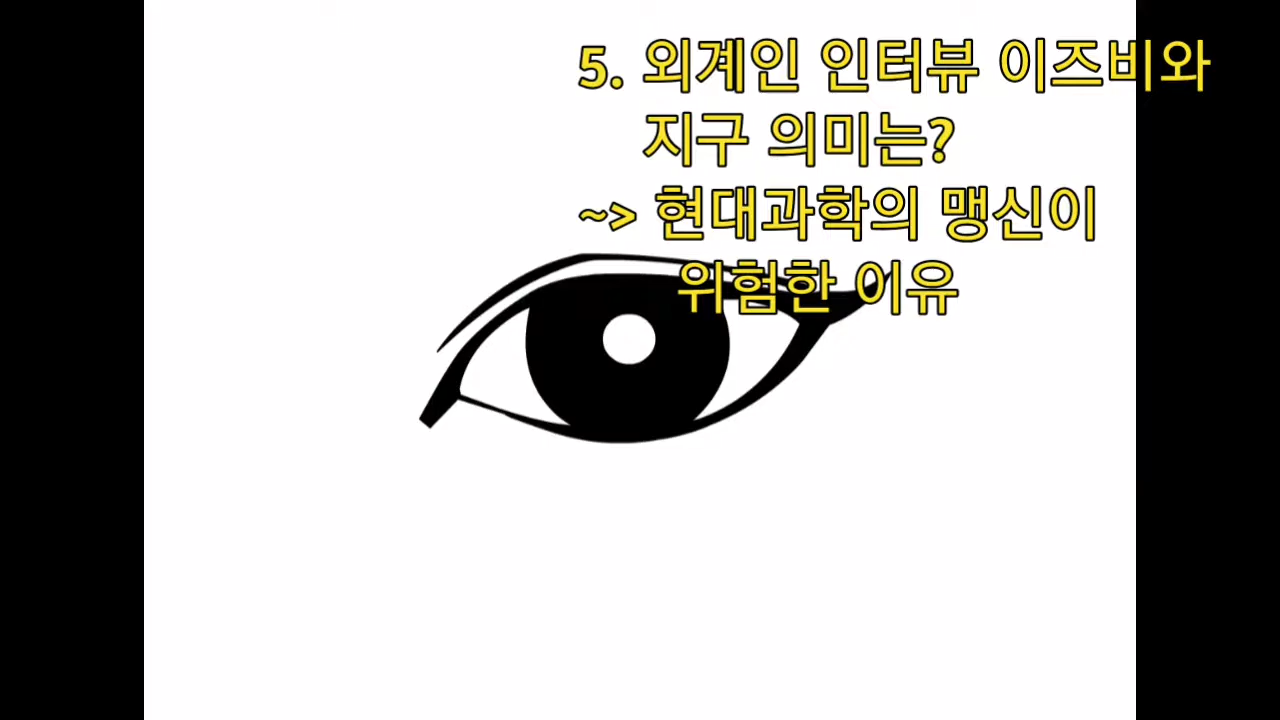 5. 외계인 인터뷰 이즈비와
지구 의미는?
~> 현대과학의 맹신이
위험한 이유